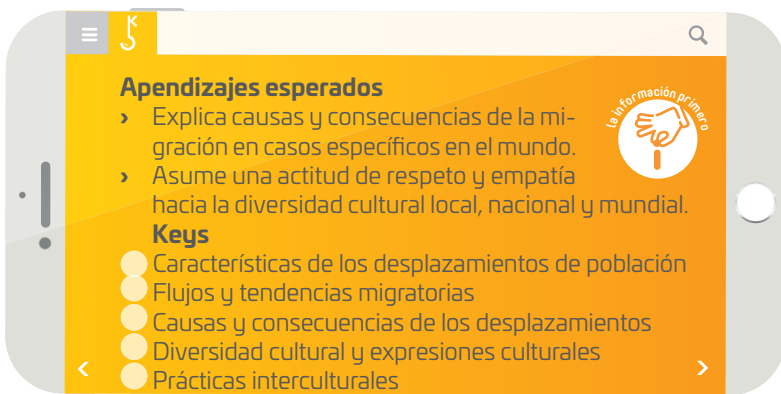 Apendizajes esperados
la información primero
› Explica causas y consecuencias de la mi-
gración en casos específicos en el mundo.
› Asume una actitud de respeto y empatía
hacia la diversidad cultural local, nacional y mundial.
Keys
Características de los desplazamientos de población
Flujos y tendencias migratorias
Causas y consecuencias de los desplazamientos
Diversidad cultural y expresiones culturales
Prácticas interculturales